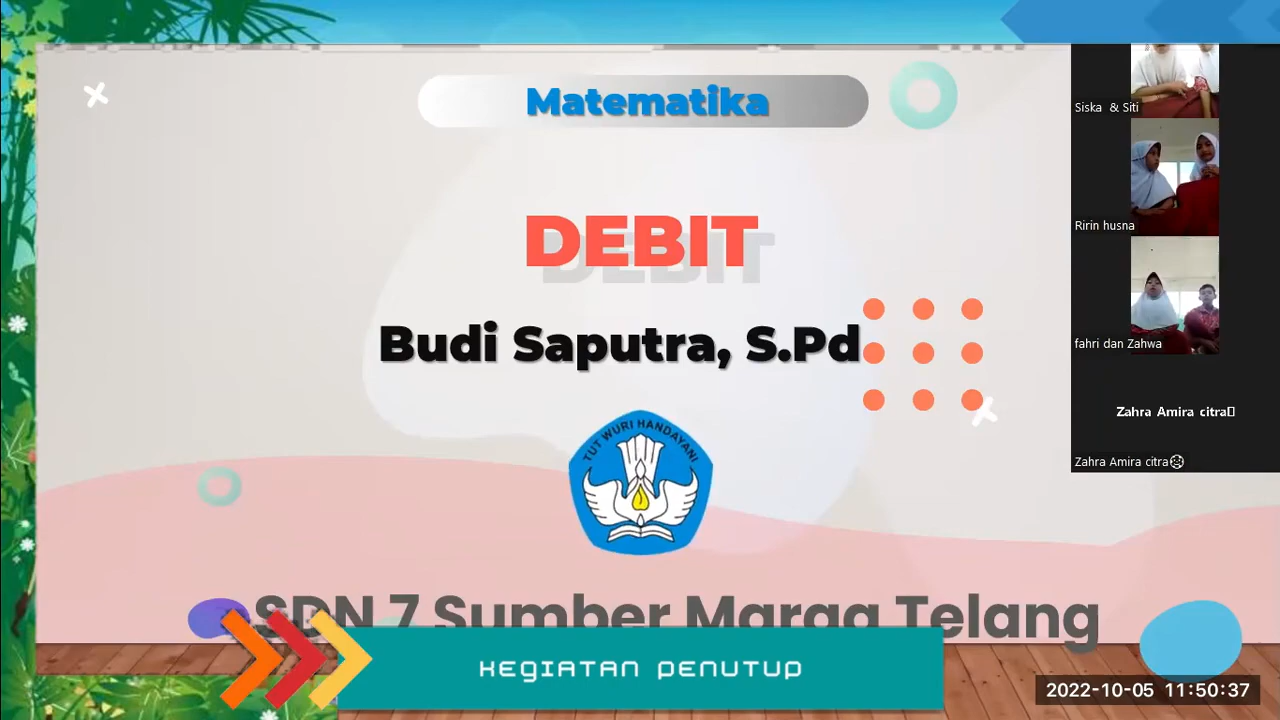 Matematika
DEBIT
Budi Saputra, S.Pd
TUT WURI HANDAYANI
SDN 7 Sumber Marga Telang
KEGIATAN PENUTUP
Siska & Siti
Ririn husna
fahri dan Zahwa
Zahra Amira citra
Zahra Amira citra
2022-10-05 11:50:37